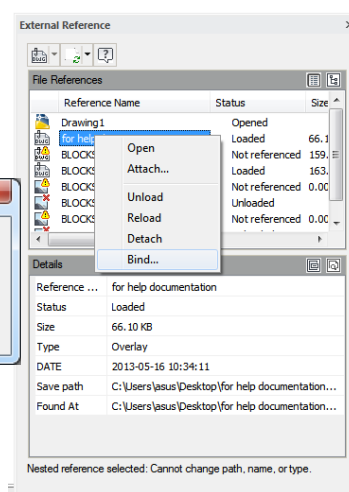 External Reference
File References
Reference Name Status Size
Drawing1 Opened
for help Loaded 66.1
BLOCKS Not referenced 159.
BLOCKS Loaded 163.
BLOCKS Not referenced 0.00
BLOCKS Unloaded
BLOCKS Not referenced 0.00
Open
Attach...
Unload
Reload
Detach
Bind...
Details
Reference ... for help documentation
Status Loaded
Size 66.10 KB
Type Overlay
DATE 2013-05-16 10:34:11
Save path C:\Users\asus\Desktop\for help documentation...
Found At C:\Users\asus\Desktop\for help documentation...
Nested reference selected: Cannot change path, name, or type.